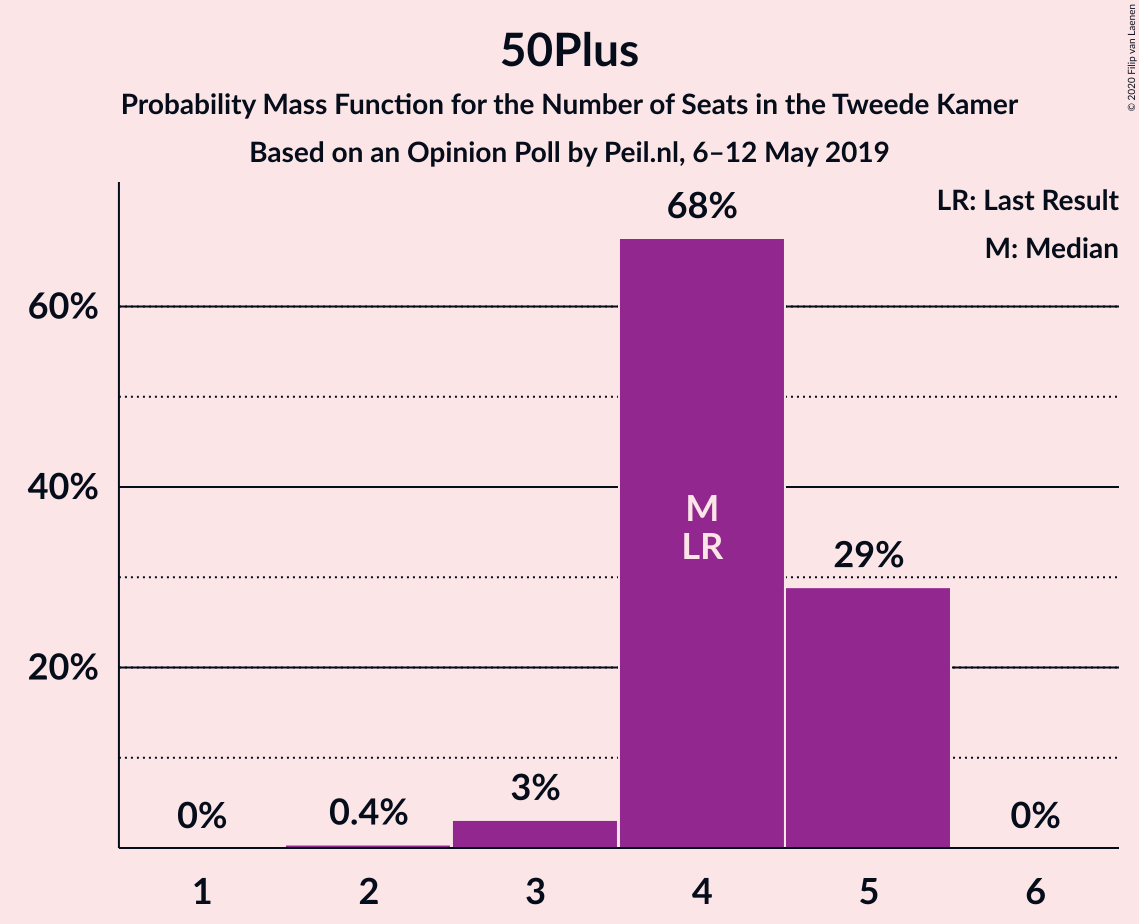 50Plus
Probability Mass Function for the Number of Seats in the Tweede Kamer
Based on an Opinion Poll by Peil.nl, 6–12 May 2019
© 2020 Filip van Laenen
LR: Last Result
M: Median
68%
60%
40%
M
LR
29%
20%
3%
0%
0.4%
0%
1
2
3
4
5
6